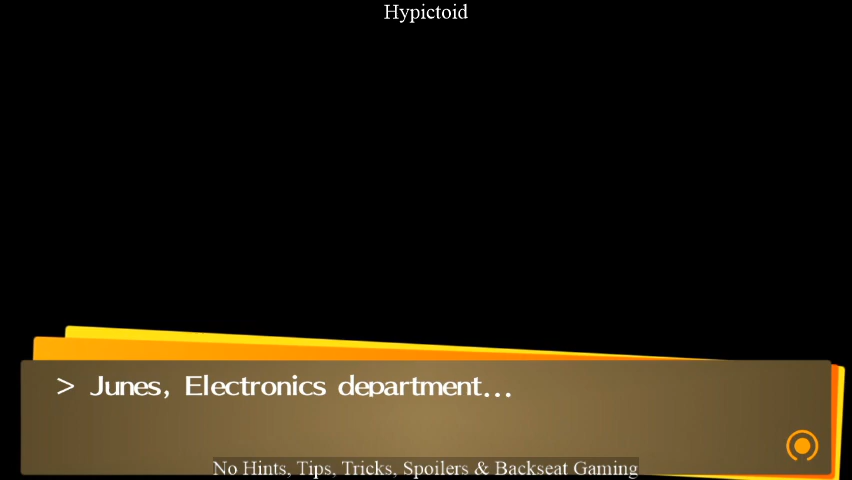 Hypictoid
> Junes, Electronics department...
No Hints, Tips, Tricks, Spoilers & Backseat Gaming